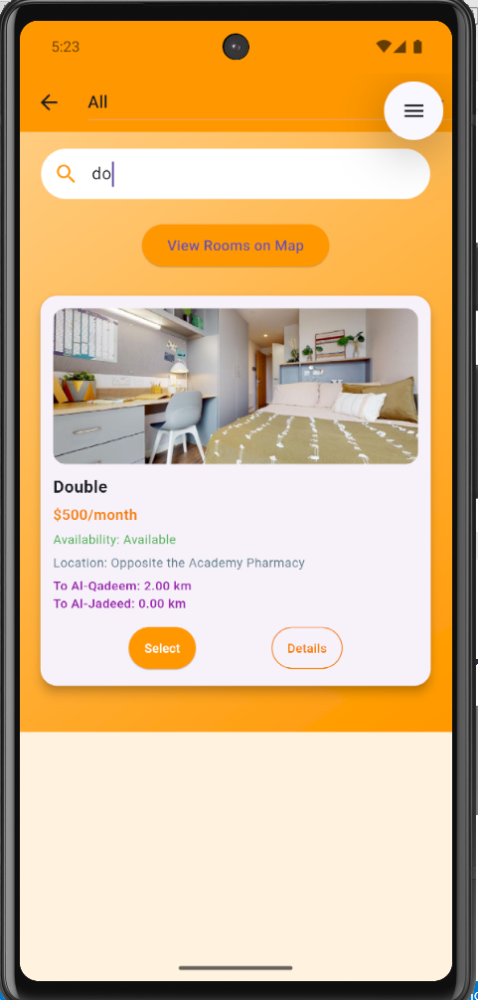 5:23
All
do
View Rooms on Map
Double
$500/month
Availability: Available
Location: Opposite the Academy Pharmacy
To Al-Qadeem: 2.00 km
To Al-Jadeed: 0.00 km
Select
Details